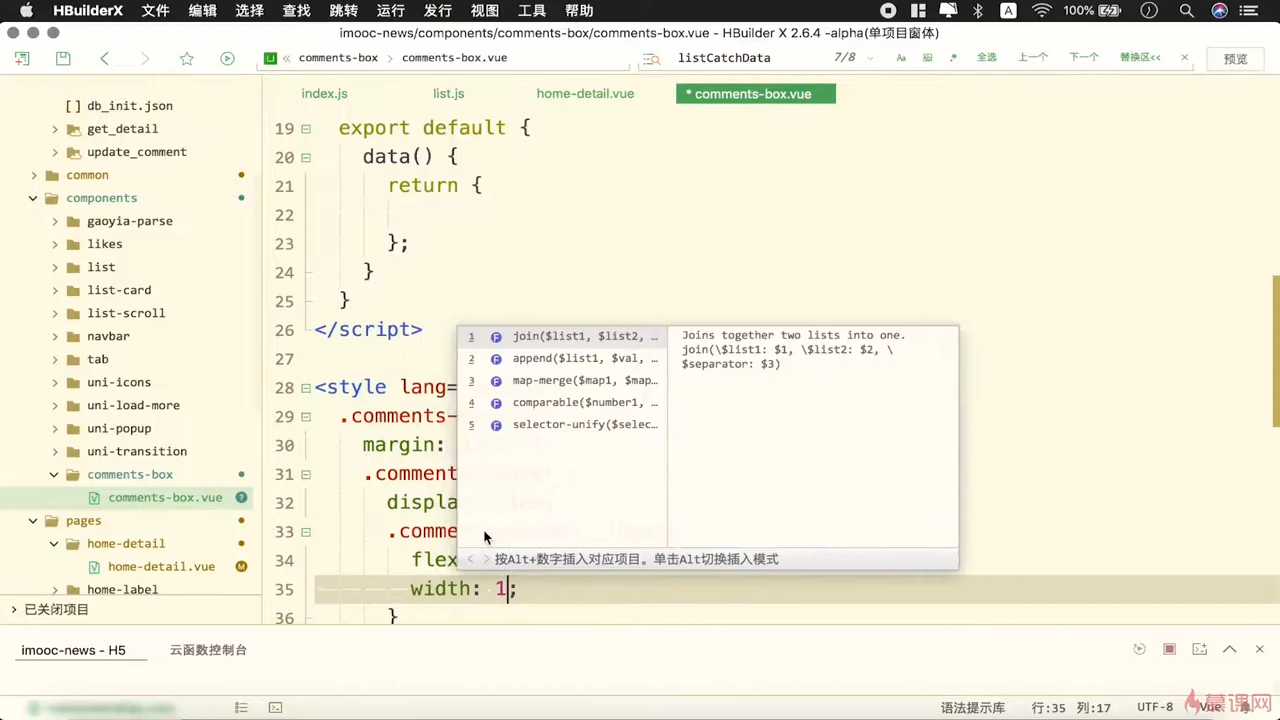 HBuilderX 文件 编辑 选择 查找 跳转 运行 发行 视图 工具 帮助 100%
imooc-news/components/comments-box/comments-box.vue - HBuilder X 2.6.4 -alpha(单项目窗体)
comments-box comments-box.vue listCatchData 7/8 Aa .* 全选 上一个 下一个 替换区<< 预览
index.js list.js home-detail.vue * comments-box.vue
[ ] db_init.json
get_detail
update_comment
common
components
gaoyia-parse
likes
list
list-card
list-scroll
navbar
tab
uni-icons
uni-load-more
uni-popup
uni-transition
comments-box
comments-box.vue
pages
home-detail
home-detail.vue
home-label
已关闭项目
19 export default {
20 data() {
21 return {
22
23 };
24 }
25 }
26 </script>
27
28 <style lang=
29 .comments-
30 margin:
31 .comment
32 displa
33 .comme
34 flex
35 width: 1;
36 }
1 F join($list1, $list2, …
2 F append($list1, $val, …
3 F map-merge($map1, $map…
4 F comparable($number1, …
5 F selector-unify($selec…
Joins together two lists into one.
join(\$list1: $1, \$list2: $2, \
$separator: $3)
< > 按Alt+数字插入对应项目。单击Alt切换插入模式
imooc-news - H5 云函数控制台
语法提示库 行:35 列:17 UTF-8 Vue
慕课网